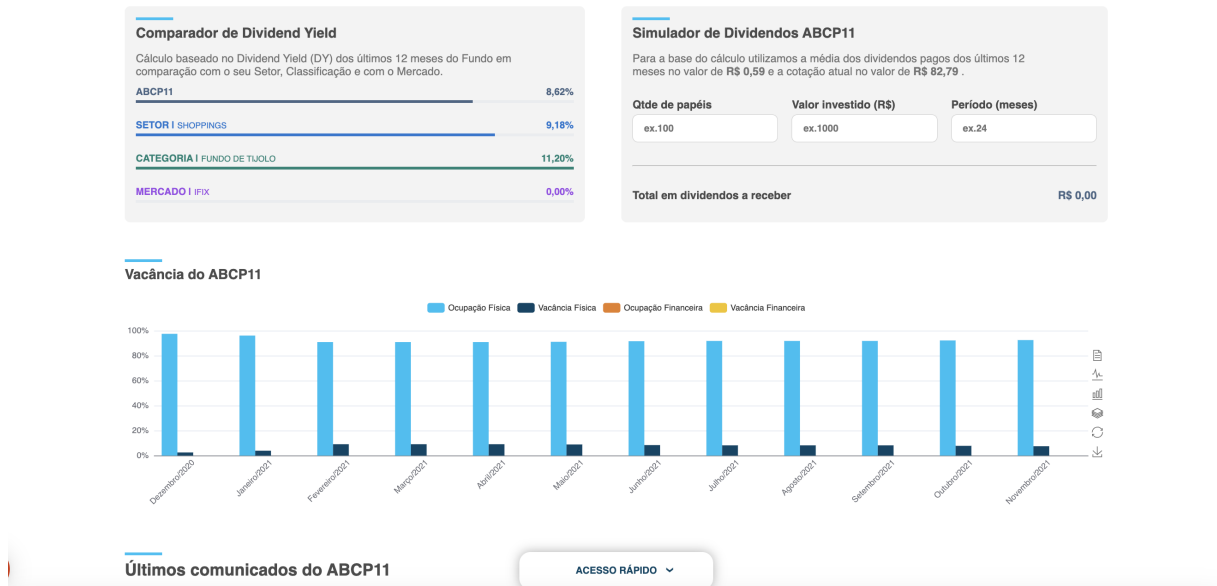 Comparador de Dividend Yield
Cálculo baseado no Dividend Yield (DY) dos últimos 12 meses do Fundo em
comparação com o seu Setor, Classificação e com o Mercado.
ABCP11 8,62%
SETOR | SHOPPINGS 9,18%
CATEGORIA | FUNDO DE TIJOLO 11,20%
MERCADO | IFIX 0,00%
Simulador de Dividendos ABCP11
Para a base do cálculo utilizamos a média dos dividendos pagos dos últimos 12
meses no valor de R$ 0,59 e a cotação atual no valor de R$ 82,79 .
Qtde de papéis Valor investido (R$) Período (meses)
ex.100 ex.1000 ex.24
Total em dividendos a receber R$ 0,00
Vacância do ABCP11
Ocupação Física Vacância Física Ocupação Financeira Vacância Financeira
100%
80%
60%
40%
20%
0%
Dezembro/2020 Janeiro/2021 Fevereiro/2021 Março/2021 Abril/2021 Maio/2021 Junho/2021 Julho/2021 Agosto/2021 Setembro/2021 Outubro/2021 Novembro/2021
Últimos comunicados do ABCP11
ACESSO RÁPIDO